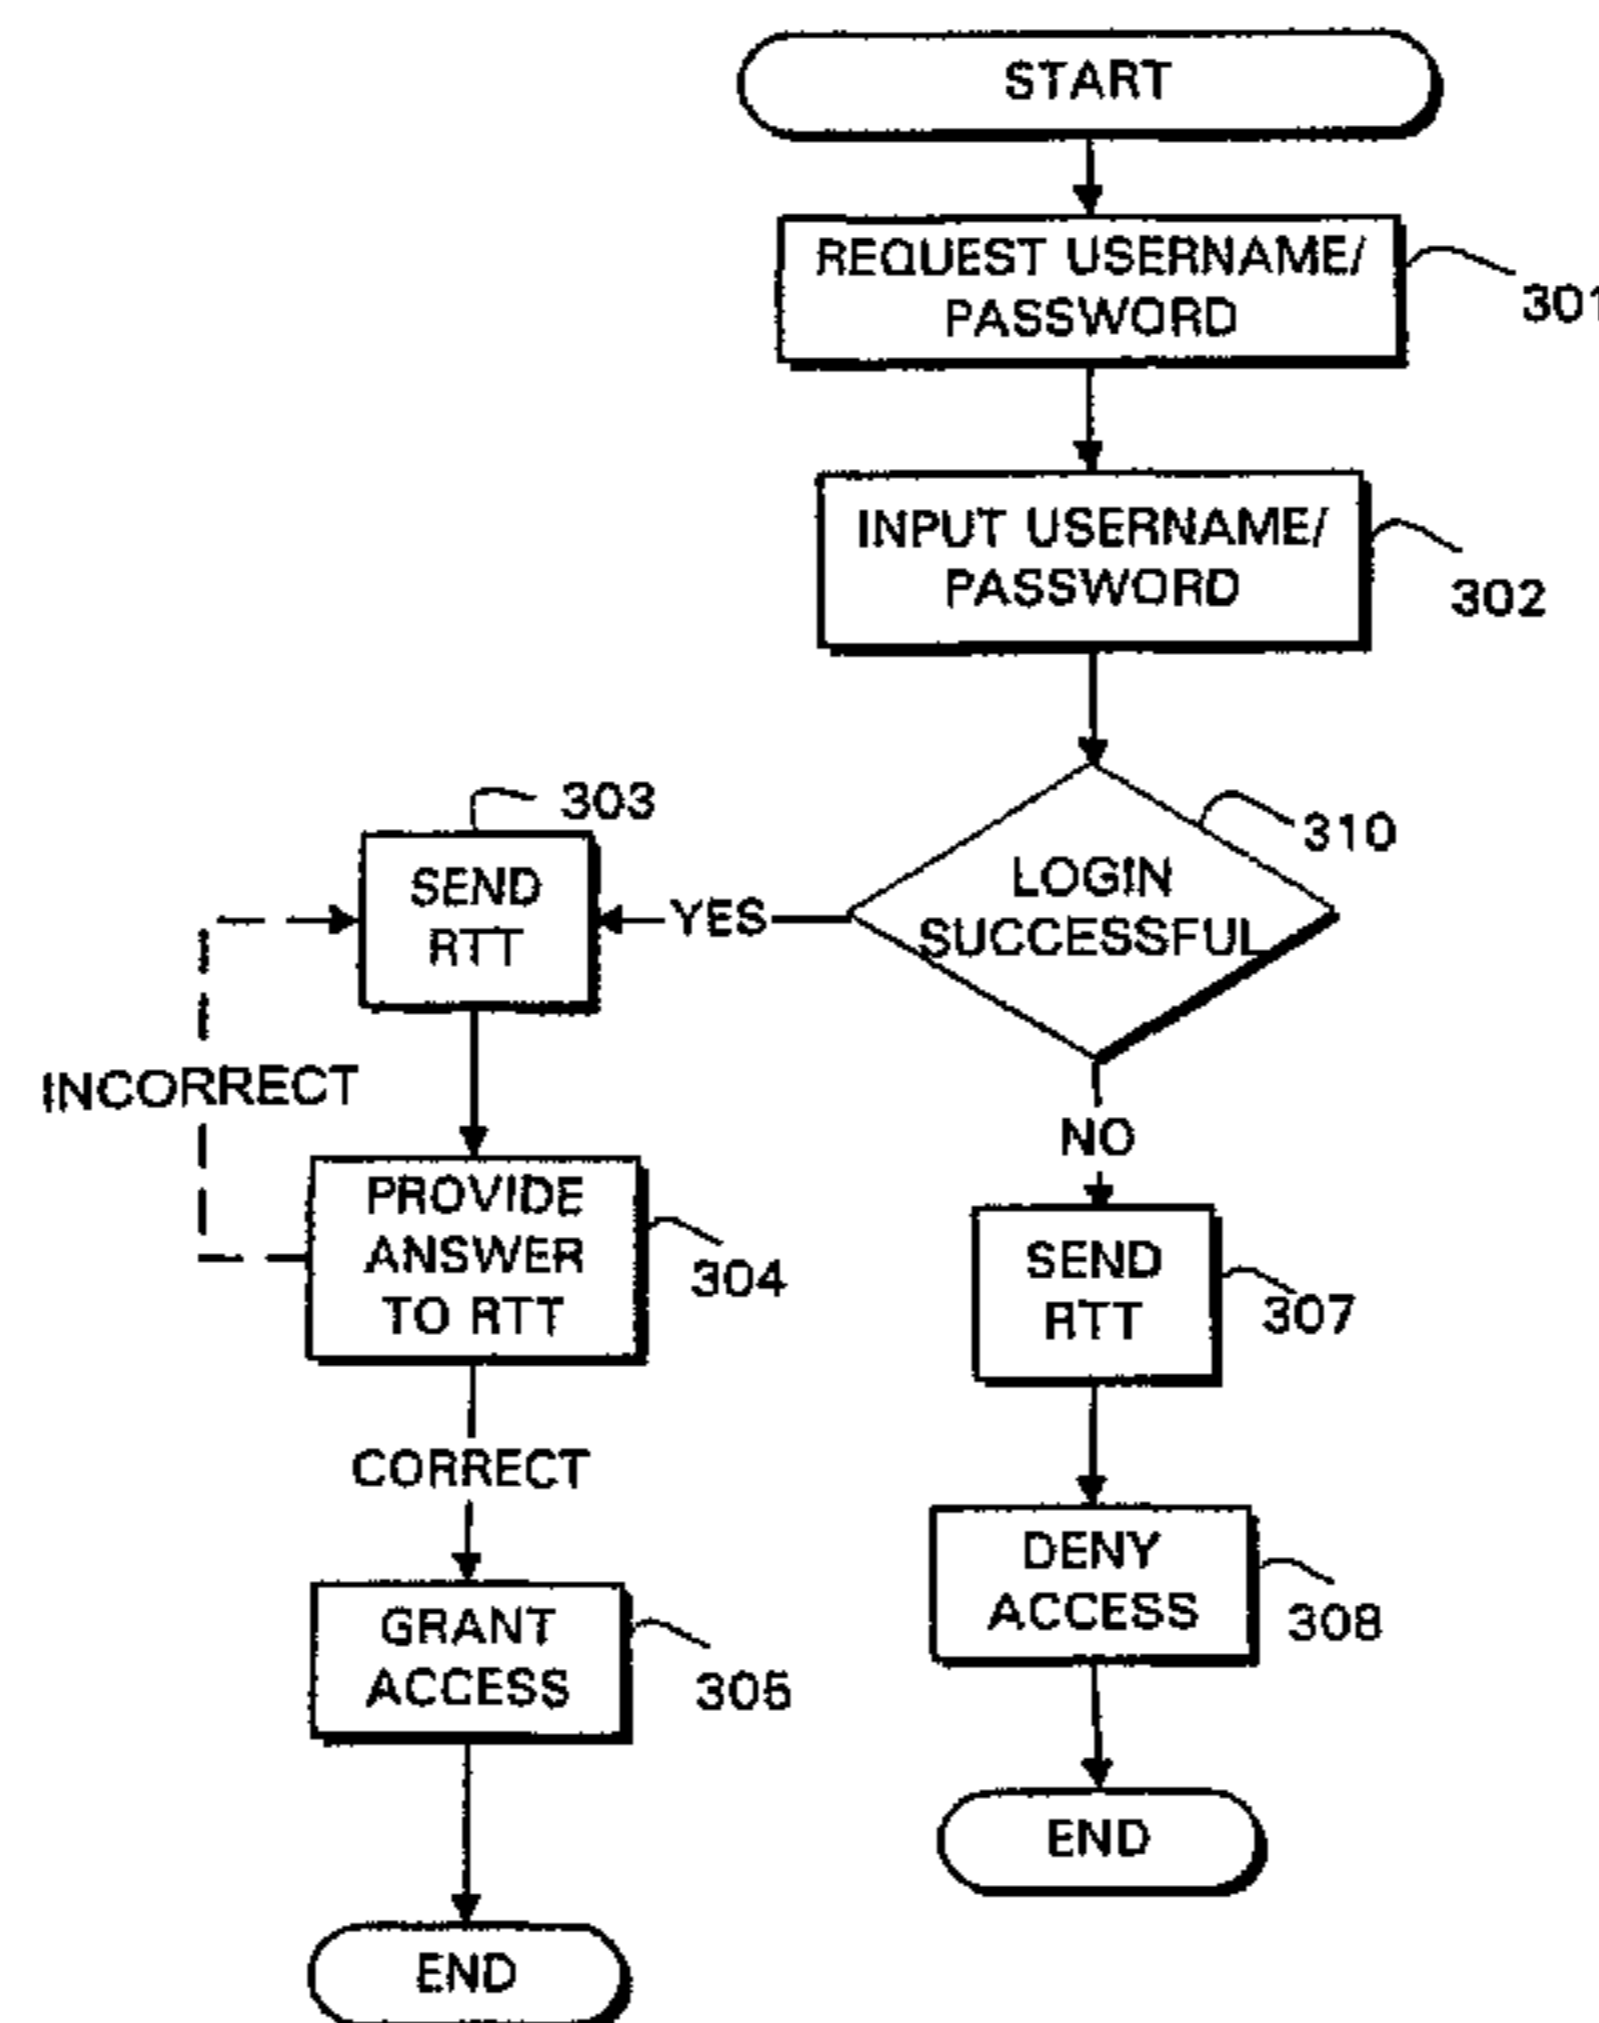 START
REQUEST USERNAME/
PASSWORD
301
INPUT USERNAME/
PASSWORD
302
303
SEND
RTT
YES
310
LOGIN
SUCCESSFUL
INCORRECT
NO
PROVIDE
ANSWER
TO RTT
304
SEND
RTT
307
CORRECT
DENY
ACCESS
308
GRANT
ACCESS
305
END
END